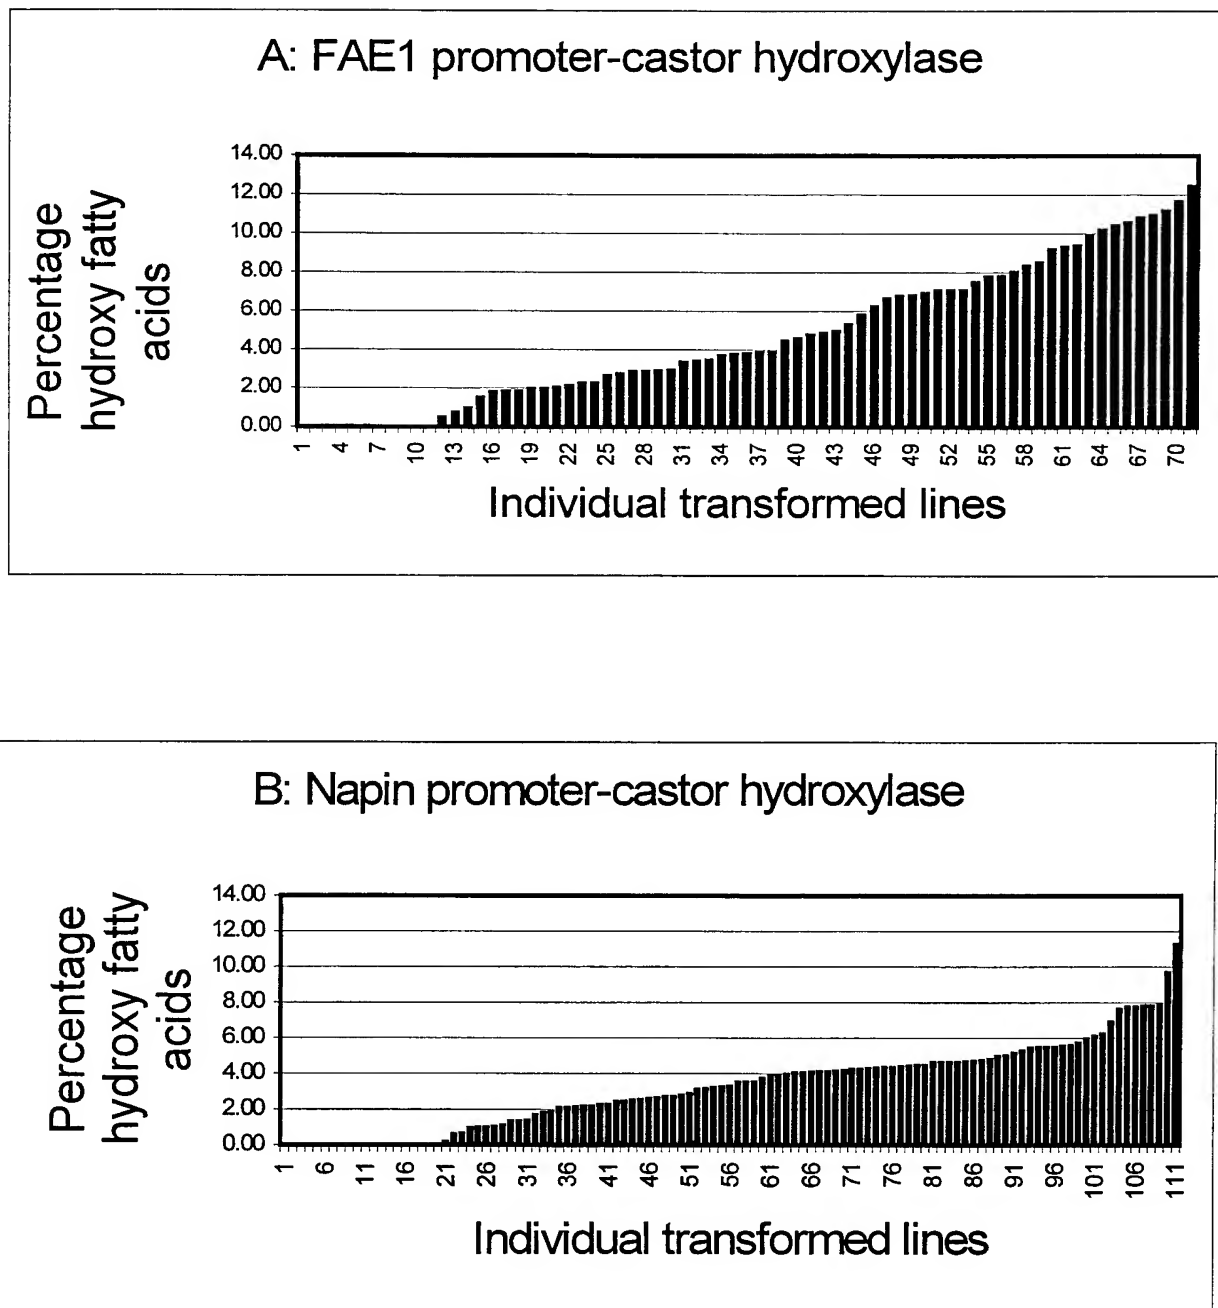 A: FAE1 promoter-castor hydroxylase
Percentage
hydroxy fatty
acids
14.00
12.00
10.00
8.00
6.00
4.00
2.00
0.00
1 4 7 10 13 16 19 22 25 28 31 34 37 40 43 46 49 52 55 58 61 64 67 70
Individual transformed lines
B: Napin promoter-castor hydroxylase
Percentage
hydroxy fatty
acids
14.00
12.00
10.00
8.00
6.00
4.00
2.00
0.00
1 6 11 16 21 26 31 36 41 46 51 56 61 66 71 76 81 86 91 96 101 106 111
Individual transformed lines